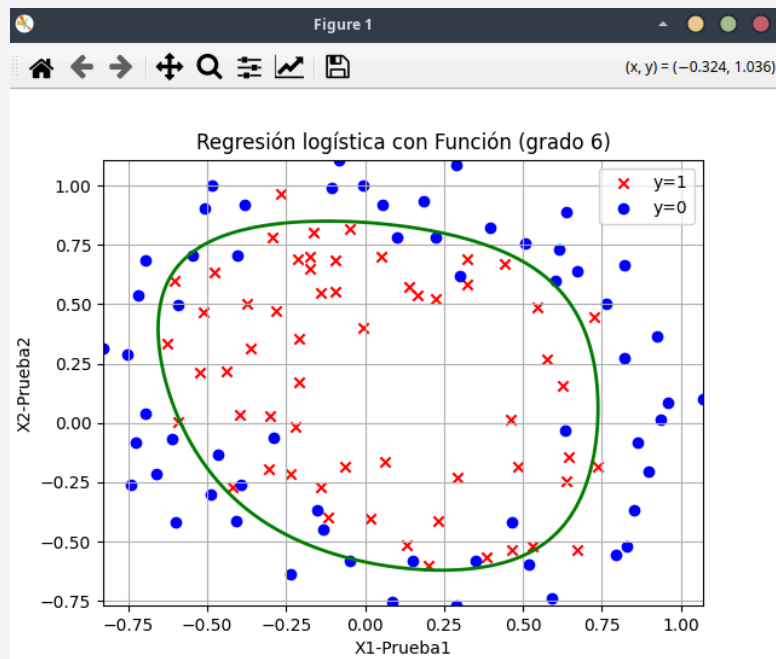 Figure 1
(x, y) = (−0.324, 1.036)
Regresión logística con Función (grado 6)
y=1
y=0
1.00
0.75
0.50
0.25
0.00
−0.25
−0.50
−0.75
X2-Prueba2
−0.75 −0.50 −0.25 0.00 0.25 0.50 0.75 1.00
X1-Prueba1